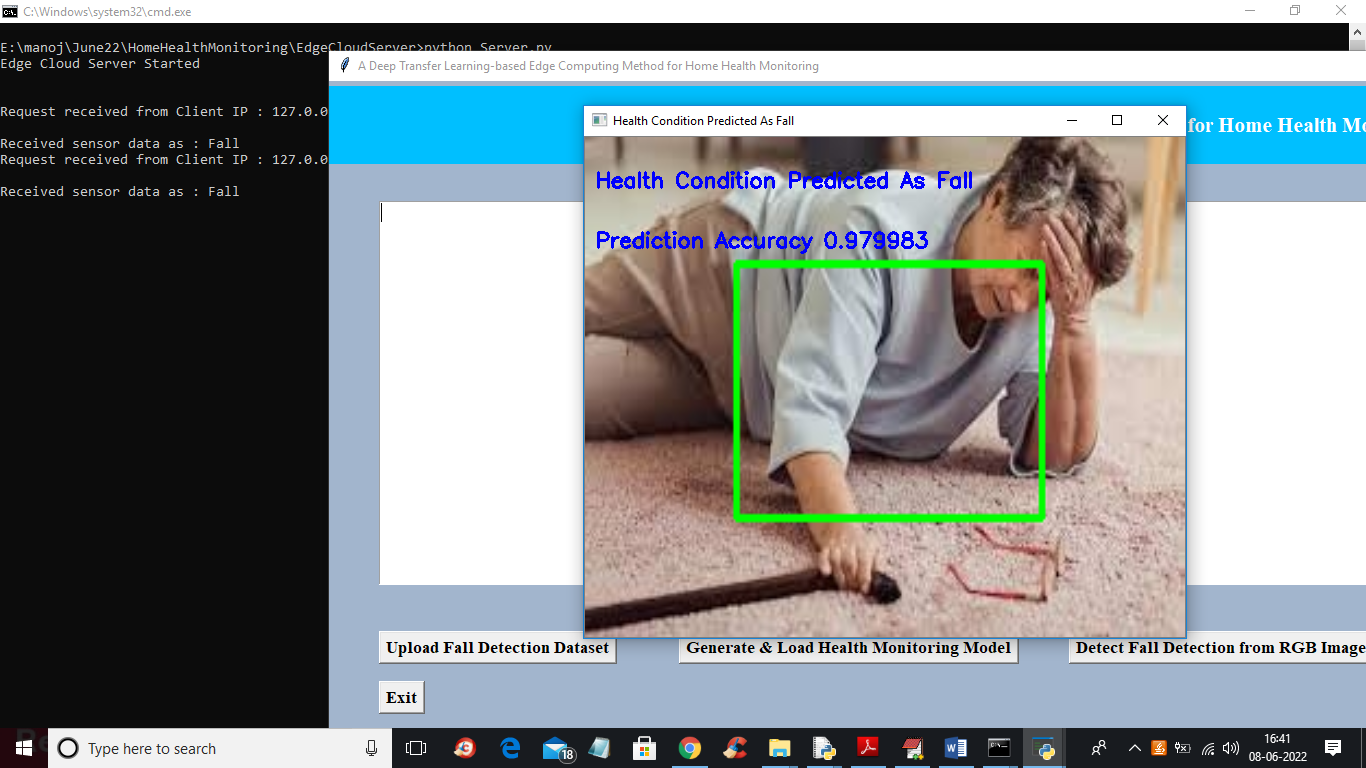 C:\Windows\system32\cmd.exe
E:\manoj\June22\HomeHealthMonitoring\EdgeCloudServer>python Server.py
Edge Cloud Server Started
Request received from Client IP : 127.0.0
Received sensor data as : Fall
Request received from Client IP : 127.0.0
Received sensor data as : Fall
A Deep Transfer Learning-based Edge Computing Method for Home Health Monitoring
for Home Health Mo
Health Condition Predicted As Fall
Health Condition Predicted As Fall
Prediction Accuracy 0.979983
Upload Fall Detection Dataset
Generate & Load Health Monitoring Model
Detect Fall Detection from RGB Image
Exit
Type here to search
18
16:41
08-06-2022